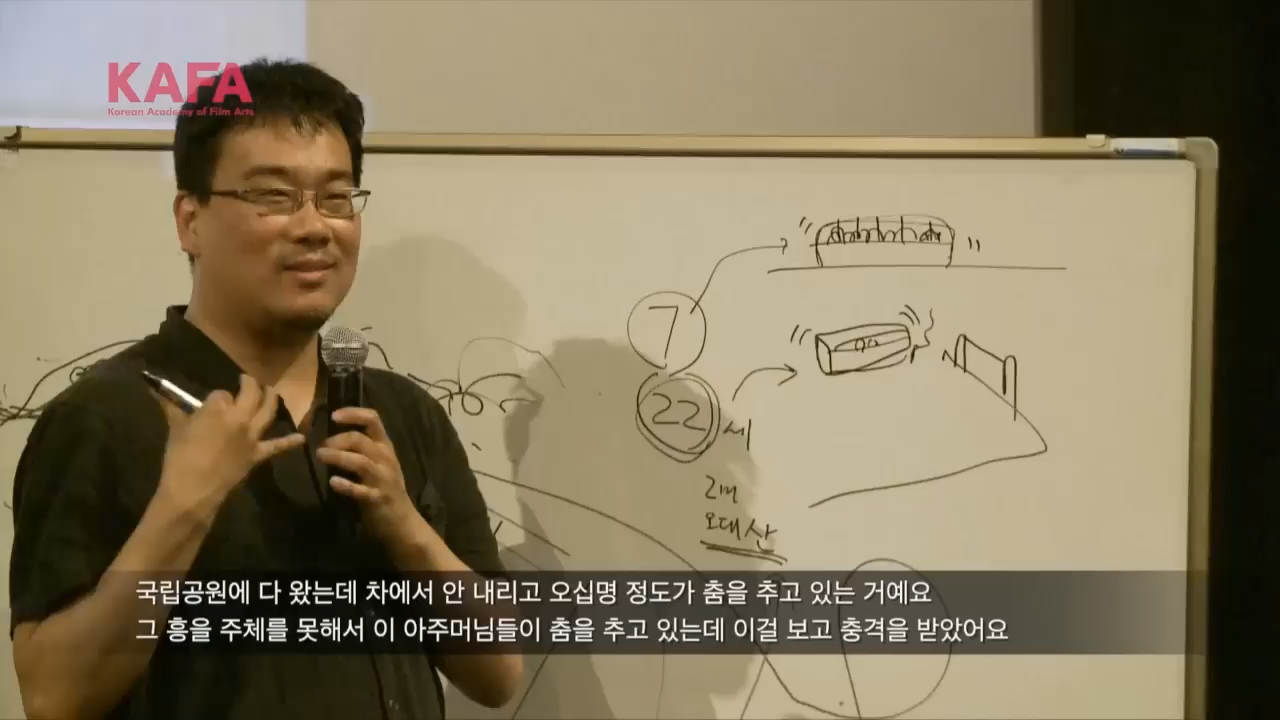 KAFA
Korean Academy of Film Arts
7
22 세
오대산
국립공원에 다 왔는데 차에서 안 내리고 오십명 정도가 춤을 추고 있는 거예요
그 흥을 주체를 못해서 이 아주머님들이 춤을 추고 있는데 이걸 보고 충격을 받았어요